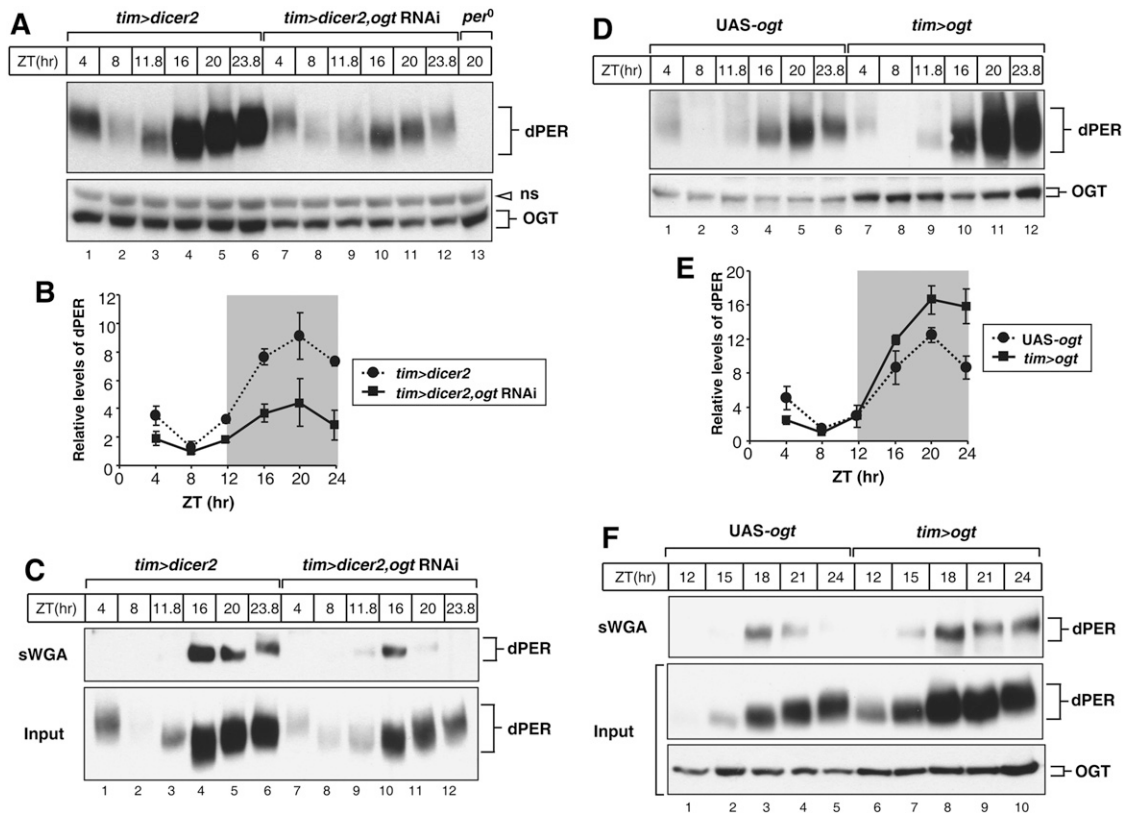 A
tim>dicer2 tim>dicer2,ogt RNAi per0
ZT(hr) 4 8 11.8 16 20 23.8 4 8 11.8 16 20 23.8 20
dPER
ns
OGT
1 2 3 4 5 6 7 8 9 10 11 12 13
B
Relative levels of dPER
12
10
8
6
4
2
0
0 4 8 12 16 20 24
ZT (hr)
tim>dicer2
tim>dicer2,ogt RNAi
C
tim>dicer2 tim>dicer2,ogt RNAi
ZT(hr) 4 8 11.8 16 20 23.8 4 8 11.8 16 20 23.8
sWGA dPER
Input dPER
1 2 3 4 5 6 7 8 9 10 11 12
D
UAS-ogt tim>ogt
ZT(hr) 4 8 11.8 16 20 23.8 4 8 11.8 16 20 23.8
dPER
OGT
1 2 3 4 5 6 7 8 9 10 11 12
E
Relative levels of dPER
20
16
12
8
4
0
0 4 8 12 16 20 24
ZT (hr)
UAS-ogt
tim>ogt
F
UAS-ogt tim>ogt
ZT(hr) 12 15 18 21 24 12 15 18 21 24
sWGA dPER
Input dPER
OGT
1 2 3 4 5 6 7 8 9 10